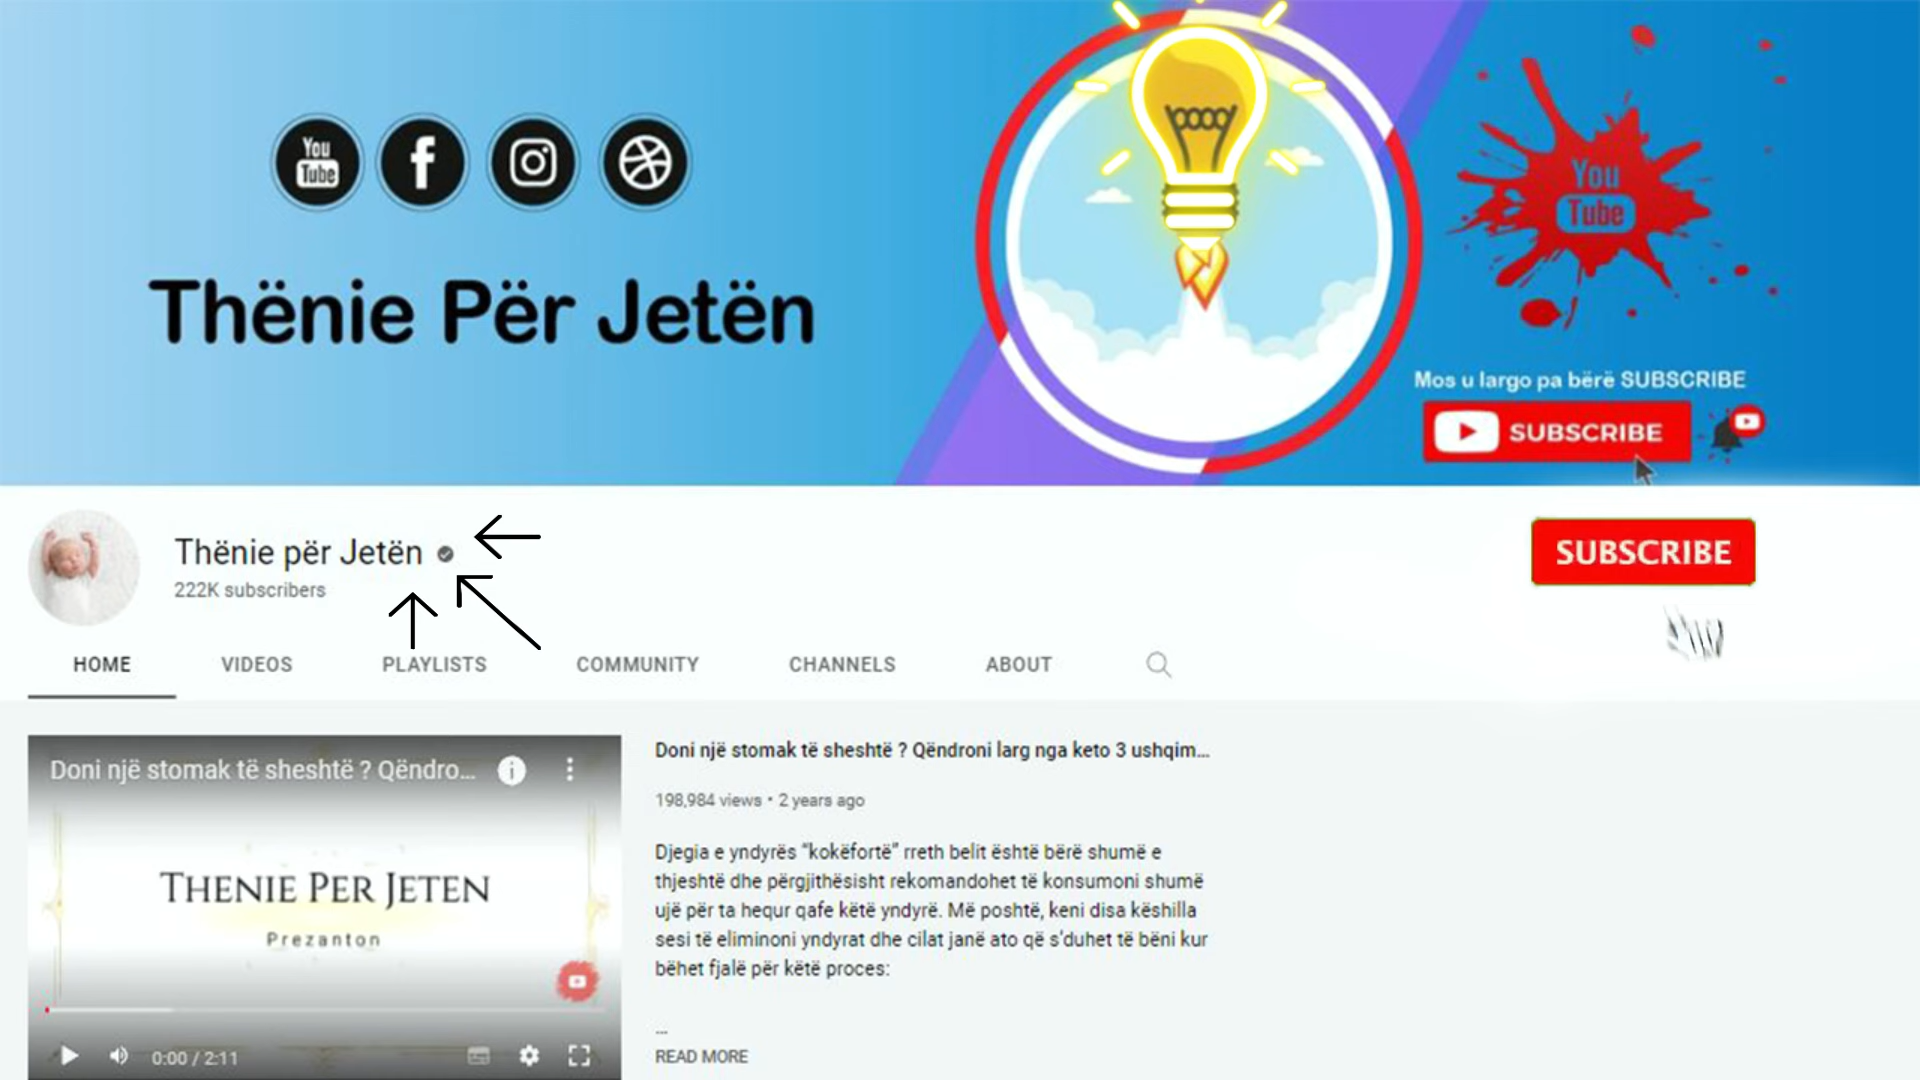 You
Tube
Thënie Për Jetën
You
Tube
Mos u largo pa bërë SUBSCRIBE
SUBSCRIBE
Thënie për Jetën
222K subscribers
SUBSCRIBE
HOME VIDEOS PLAYLISTS COMMUNITY CHANNELS ABOUT
Doni një stomak të sheshtë ? Qëndro...
THENIE PER JETEN
Prezanton
0:00 / 2:11
Doni një stomak të sheshtë ? Qëndroni larg nga keto 3 ushqim...
198,984 views • 2 years ago
Djegia e yndyrës “kokëfortë” rreth belit është bërë shumë e
thjeshtë dhe përgjithësisht rekomandohet të konsumoni shumë
ujë për ta hequr qafe këtë yndyrë. Më poshtë, keni disa këshilla
sesi të eliminoni yndyrat dhe cilat janë ato që s'duhet të bëni kur
bëhet fjalë për këtë proces:
...
READ MORE